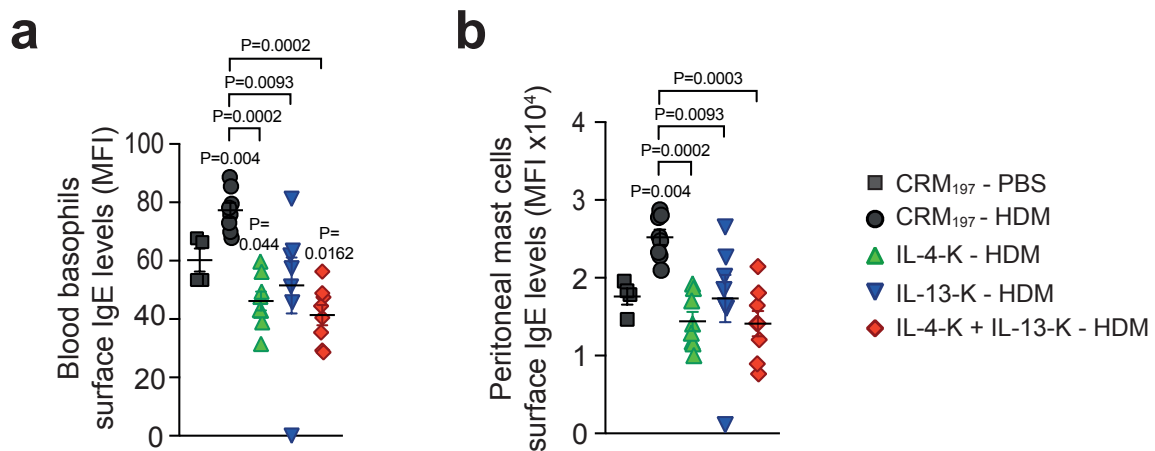 a
P=0.0002
P=0.0093
P=0.0002
P=0.004
P=
0.044
P=
0.0162
Blood basophils
surface IgE levels (MFI)
100
80
60
40
20
0
b
P=0.0003
P=0.0093
P=0.0002
P=0.004
Peritoneal mast cells
surface IgE levels (MFI x10⁴)
4
3
2
1
0
CRM₁₉₇ - PBS
CRM₁₉₇ - HDM
IL-4-K - HDM
IL-13-K - HDM
IL-4-K + IL-13-K - HDM